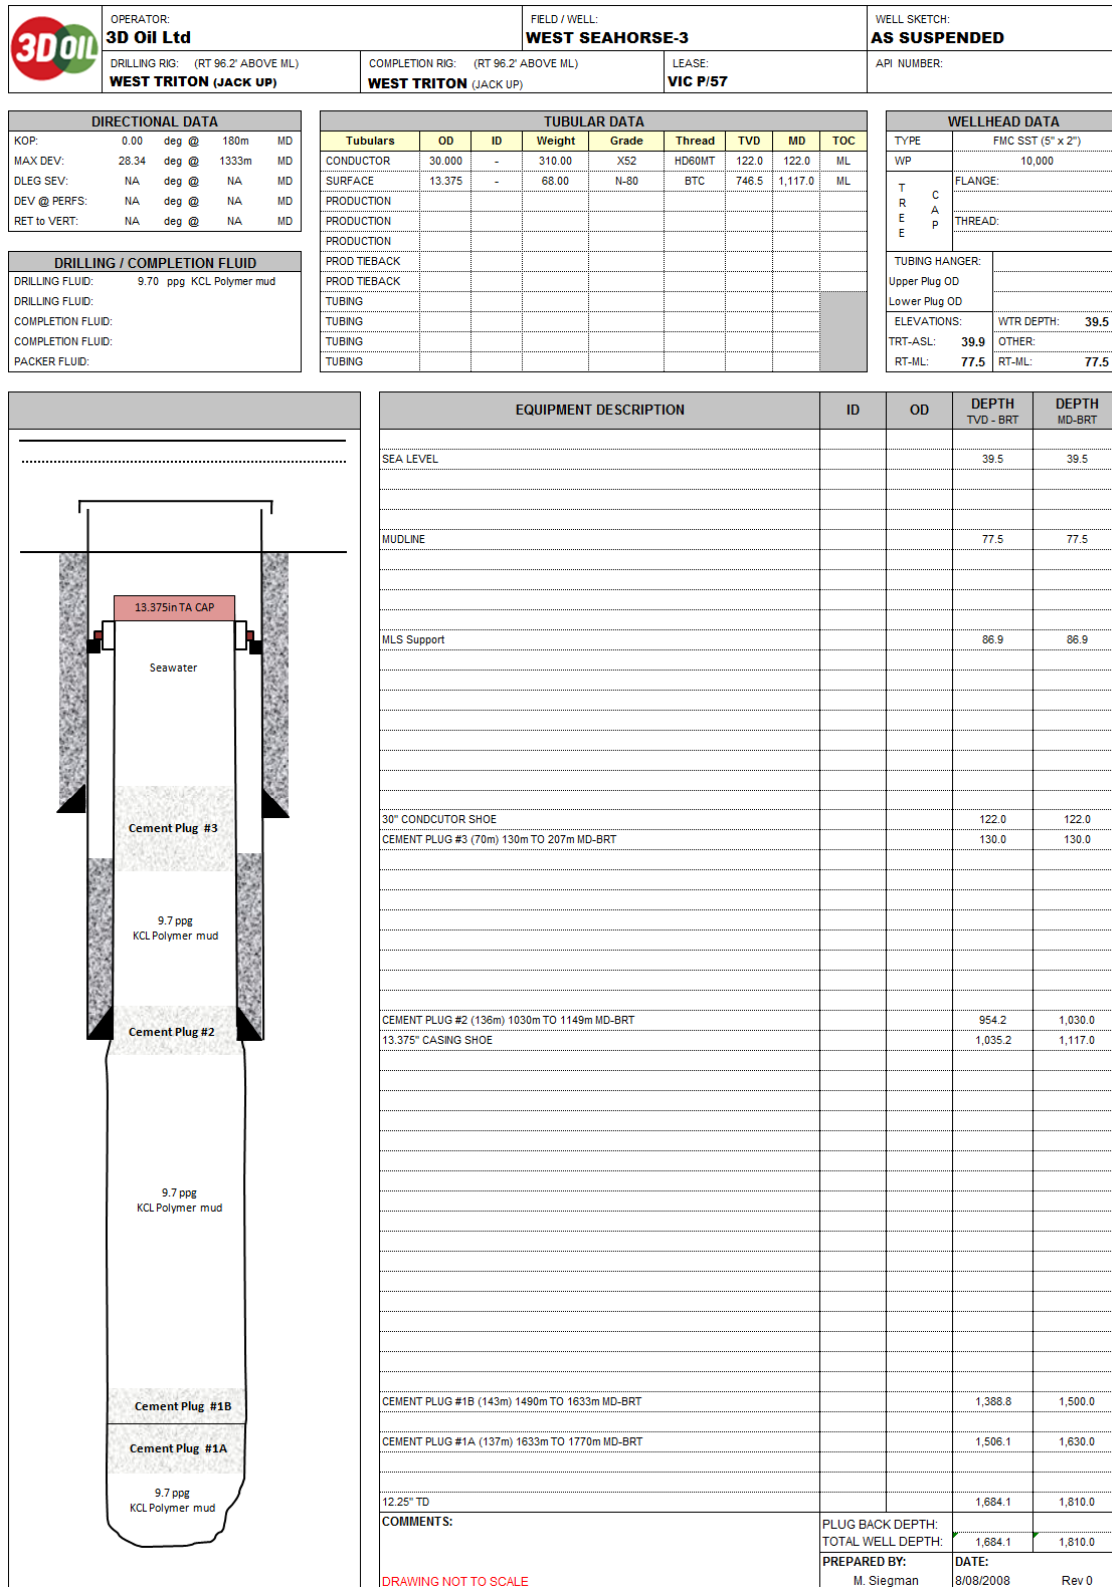 3D OIL
OPERATOR:
3D Oil Ltd
FIELD / WELL:
WEST SEAHORSE-3
WELL SKETCH:
AS SUSPENDED
DRILLING RIG: (RT 96.2' ABOVE ML)
WEST TRITON (JACK UP)
COMPLETION RIG: (RT 96.2' ABOVE ML)
WEST TRITON (JACK UP)
LEASE:
VIC P/57
API NUMBER:
DIRECTIONAL DATA
KOP: 0.00 deg @ 180m MD
MAX DEV: 28.34 deg @ 1333m MD
DLEG SEV: NA deg @ NA MD
DEV @ PERFS: NA deg @ NA MD
RET to VERT: NA deg @ NA MD
DRILLING / COMPLETION FLUID
DRILLING FLUID: 9.70 ppg KCL Polymer mud
DRILLING FLUID:
COMPLETION FLUID:
COMPLETION FLUID:
PACKER FLUID:
TUBULAR DATA
Tubulars OD ID Weight Grade Thread TVD MD TOC
CONDUCTOR 30.000 - 310.00 X52 HD60MT 122.0 122.0 ML
SURFACE 13.375 - 68.00 N-80 BTC 746.5 1,117.0 ML
PRODUCTION
PRODUCTION
PRODUCTION
PROD TIEBACK
PROD TIEBACK
TUBING
TUBING
TUBING
TUBING
WELLHEAD DATA
TYPE FMC SST (5" x 2")
WP 10,000
TREE CAP
FLANGE:
THREAD:
TUBING HANGER:
Upper Plug OD
Lower Plug OD
ELEVATIONS: WTR DEPTH: 39.5
TRT-ASL: 39.9 OTHER:
RT-ML: 77.5 RT-ML: 77.5
13.375in TA CAP
Seawater
Cement Plug #3
9.7 ppg
KCL Polymer mud
Cement Plug #2
9.7 ppg
KCL Polymer mud
Cement Plug #1B
Cement Plug #1A
9.7 ppg
KCL Polymer mud
EQUIPMENT DESCRIPTION ID OD DEPTH TVD - BRT DEPTH MD-BRT
SEA LEVEL 39.5 39.5
MUDLINE 77.5 77.5
MLS Support 86.9 86.9
30" CONDCUTOR SHOE 122.0 122.0
CEMENT PLUG #3 (70m) 130m TO 207m MD-BRT 130.0 130.0
CEMENT PLUG #2 (136m) 1030m TO 1149m MD-BRT 954.2 1,030.0
13.375" CASING SHOE 1,035.2 1,117.0
CEMENT PLUG #1B (143m) 1490m TO 1633m MD-BRT 1,388.8 1,500.0
CEMENT PLUG #1A (137m) 1633m TO 1770m MD-BRT 1,506.1 1,630.0
12.25" TD 1,684.1 1,810.0
COMMENTS:
DRAWING NOT TO SCALE
PLUG BACK DEPTH:
TOTAL WELL DEPTH: 1,684.1 1,810.0
PREPARED BY: DATE:
M. Siegman 8/08/2008 Rev 0